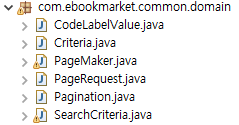 com.ebookmarket.common.domain
CodeLabelValue.java
Criteria.java
PageMaker.java
PageRequest.java
Pagination.java
SearchCriteria.java